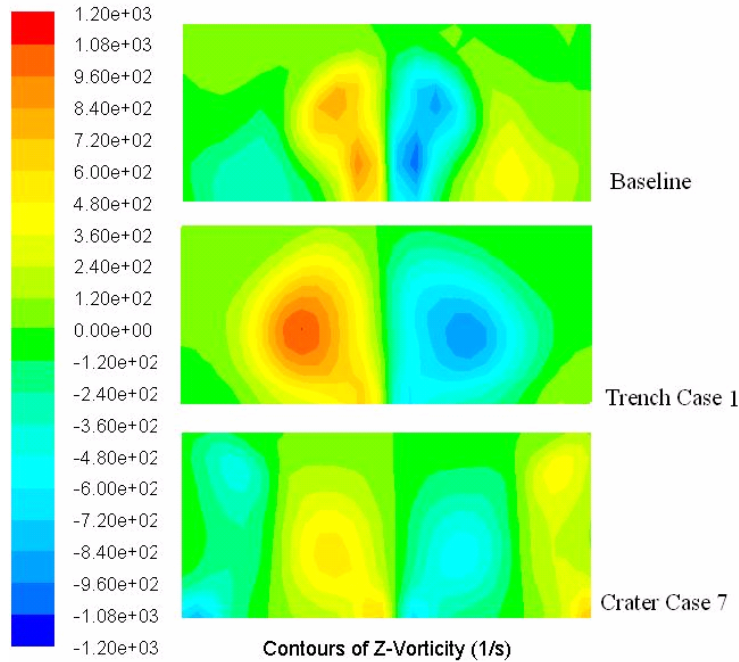 1.20e+03
1.08e+03
9.60e+02
8.40e+02
7.20e+02
6.00e+02
4.80e+02
3.60e+02
2.40e+02
1.20e+02
0.00e+00
-1.20e+02
-2.40e+02
-3.60e+02
-4.80e+02
-6.00e+02
-7.20e+02
-8.40e+02
-9.60e+02
-1.08e+03
-1.20e+03
Baseline
Trench Case 1
Crater Case 7
Contours of Z-Vorticity (1/s)